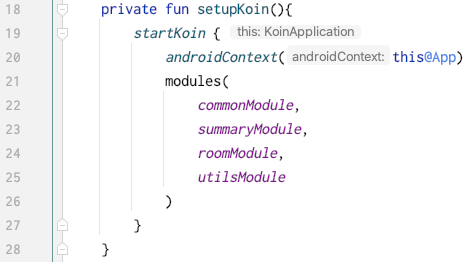 18 private fun setupKoin(){
19 startKoin { this: KoinApplication
20 androidContext( androidContext: this@App)
21 modules(
22 commonModule,
23 summaryModule,
24 roomModule,
25 utilsModule
26 )
27 }
28 }